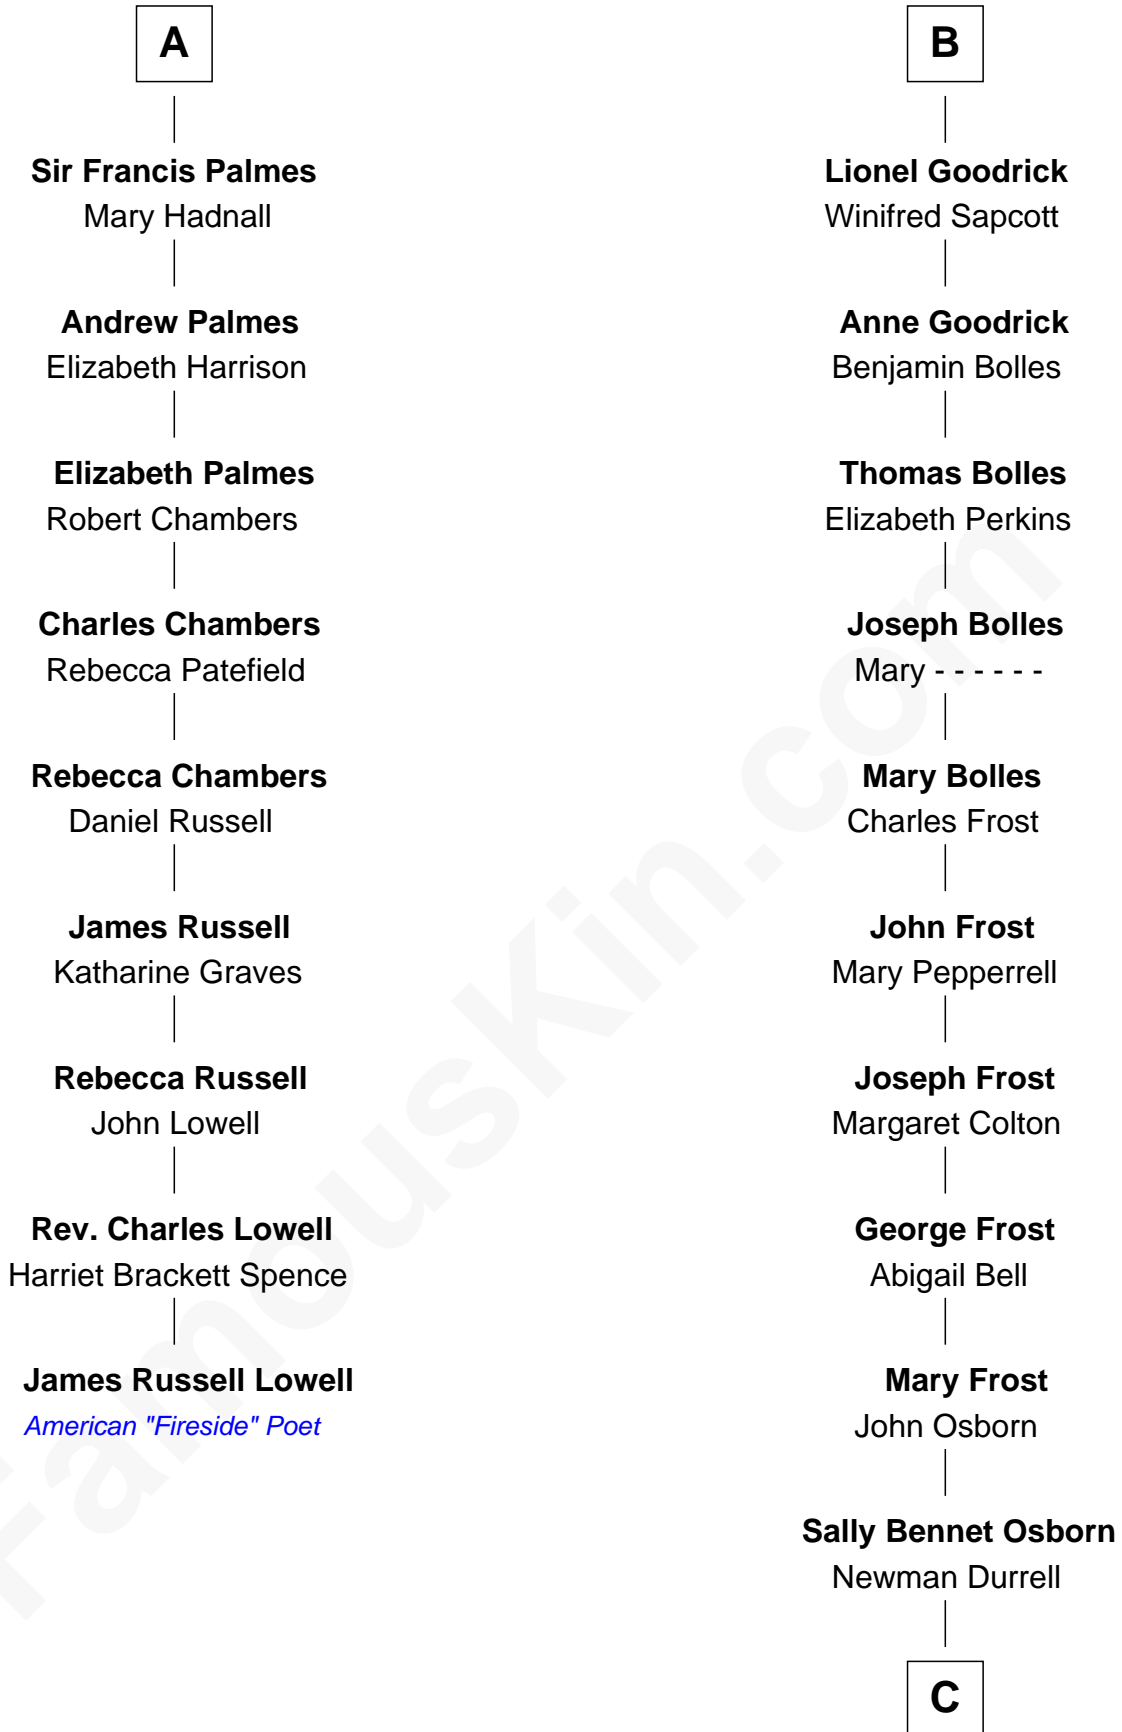 A
Sir Francis Palmes
Mary Hadnall
Andrew Palmes
Elizabeth Harrison
Elizabeth Palmes
Robert Chambers
Charles Chambers
Rebecca Patefield
Rebecca Chambers
Daniel Russell
James Russell
Katharine Graves
Rebecca Russell
John Lowell
Rev. Charles Lowell
Harriet Brackett Spence
James Russell Lowell
American "Fireside" Poet
B
Lionel Goodrick
Winifred Sapcott
Anne Goodrick
Benjamin Bolles
Thomas Bolles
Elizabeth Perkins
Joseph Bolles
Mary - - - - - -
Mary Bolles
Charles Frost
John Frost
Mary Pepperrell
Joseph Frost
Margaret Colton
George Frost
Abigail Bell
Mary Frost
John Osborn
Sally Bennet Osborn
Newman Durrell
C
FamousKin.com